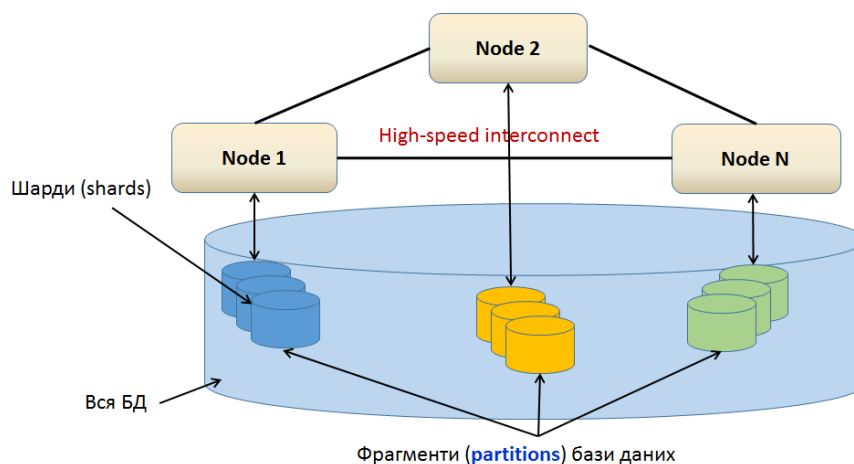 Node 2
High-speed interconnect
Node 1
Node N
Шарди (shards)
Вся БД
Фрагменти (partitions) бази даних